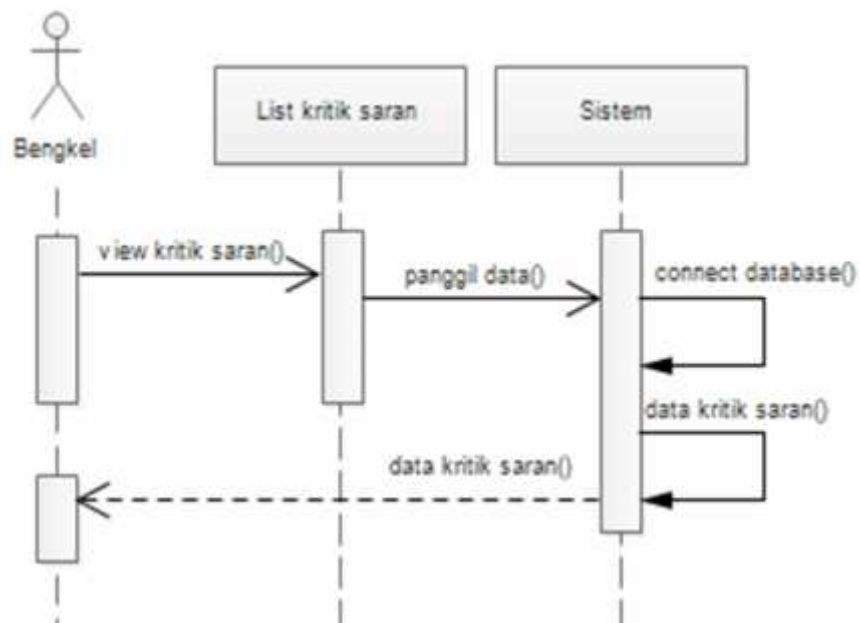 List kritik saran
Sistem
Bengkel
view kritik saran()
panggil data()
connect database()
data kritik saran()
data kritik saran()